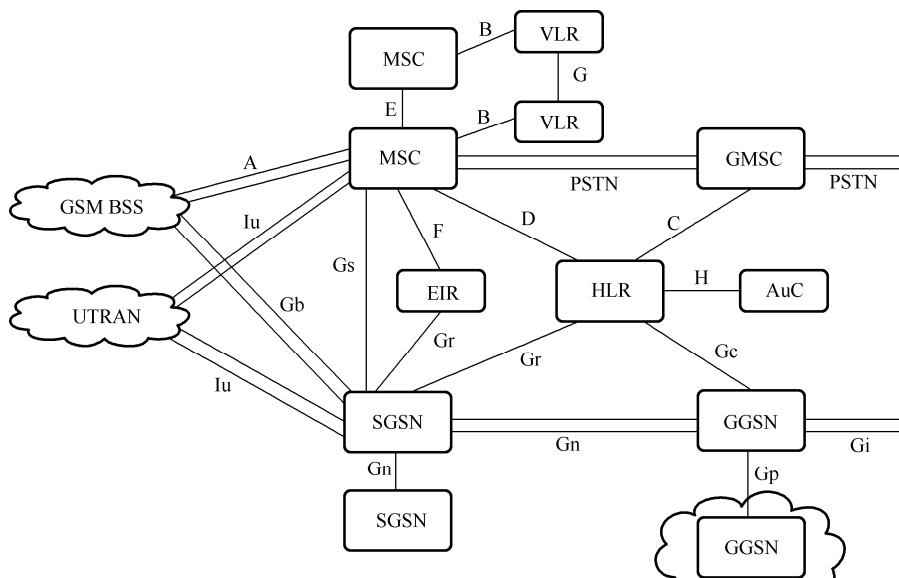 B
VLR
MSC
G
E
B
VLR
A
MSC
GMSC
PSTN
PSTN
GSM BSS
Iu
D
C
F
Gs
H
EIR
HLR
AuC
Gb
UTRAN
Gr
Gr
Gc
Iu
SGSN
GGSN
Gn
Gi
Gn
Gp
SGSN
GGSN